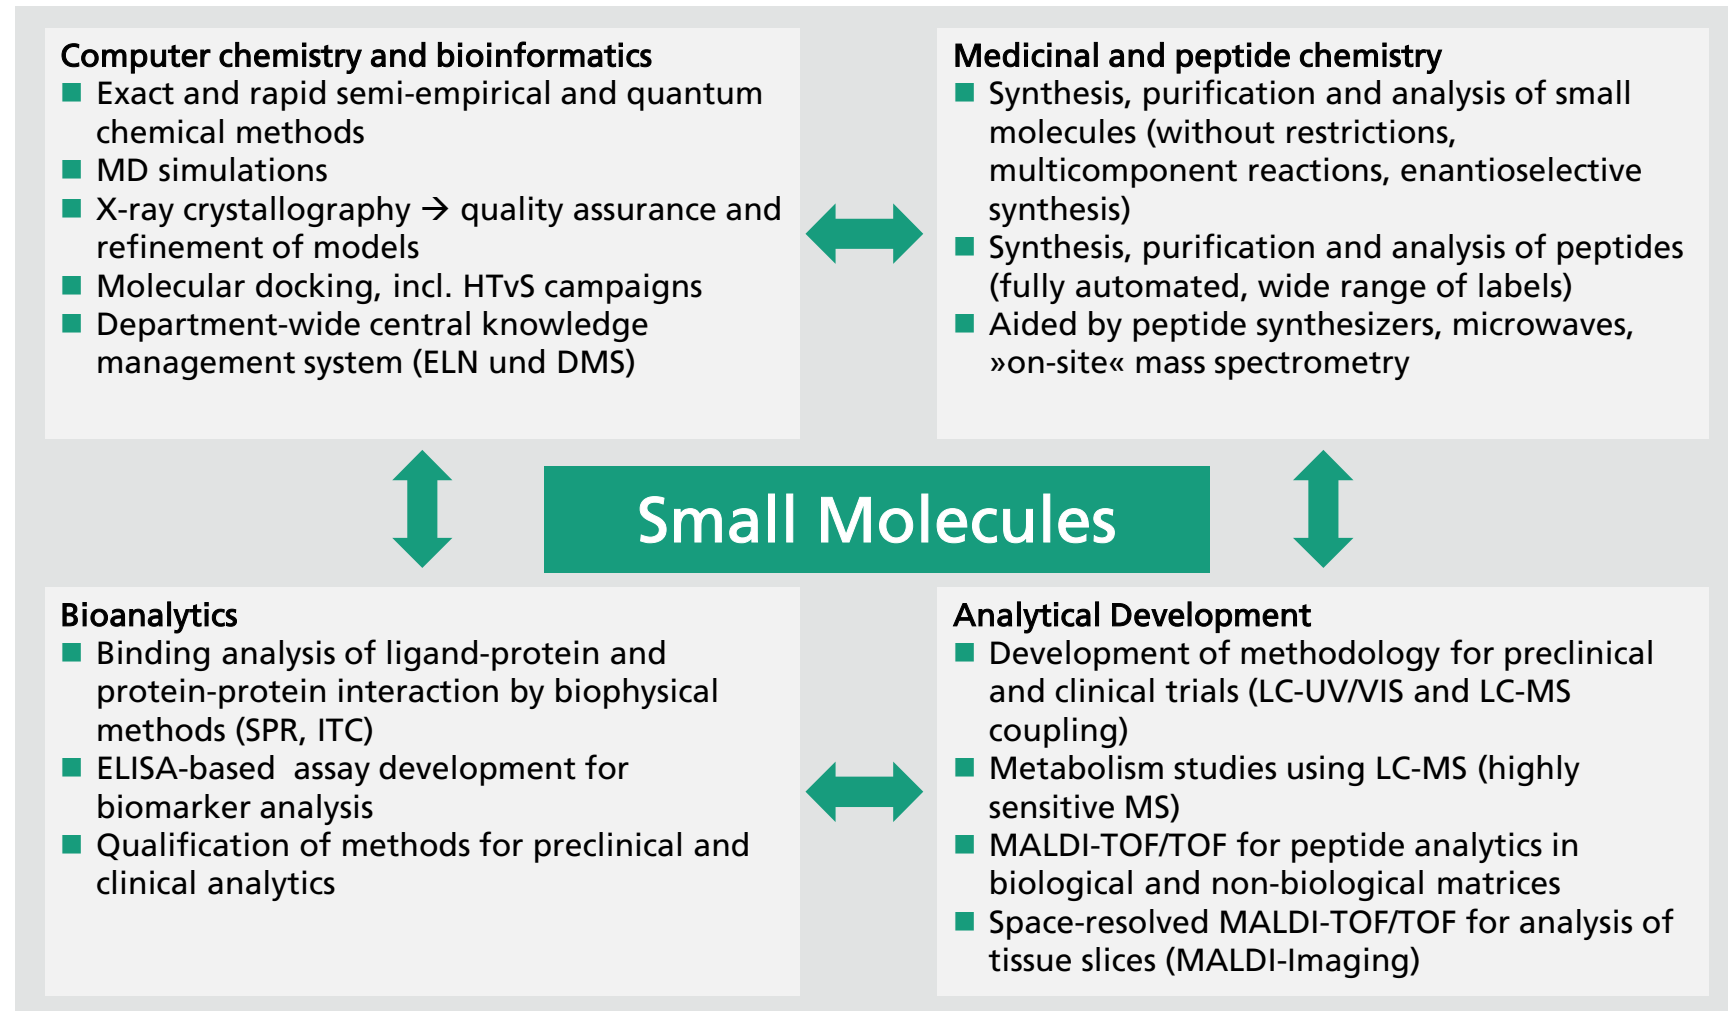 Computer chemistry and bioinformatics
Exact and rapid semi-empirical and quantum
chemical methods
MD simulations
X-ray crystallography → quality assurance and
refinement of models
Molecular docking, incl. HTvS campaigns
Department-wide central knowledge
management system (ELN und DMS)
Medicinal and peptide chemistry
Synthesis, purification and analysis of small
molecules (without restrictions,
multicomponent reactions, enantioselective
synthesis)
Synthesis, purification and analysis of peptides
(fully automated, wide range of labels)
Aided by peptide synthesizers, microwaves,
»on-site« mass spectrometry
Small Molecules
Bioanalytics
Binding analysis of ligand-protein and
protein-protein interaction by biophysical
methods (SPR, ITC)
ELISA-based  assay development for
biomarker analysis
Qualification of methods for preclinical and
clinical analytics
Analytical Development
Development of methodology for preclinical
and clinical trials (LC-UV/VIS and LC-MS
coupling)
Metabolism studies using LC-MS (highly
sensitive MS)
MALDI-TOF/TOF for peptide analytics in
biological and non-biological matrices
Space-resolved MALDI-TOF/TOF for analysis of
tissue slices (MALDI-Imaging)